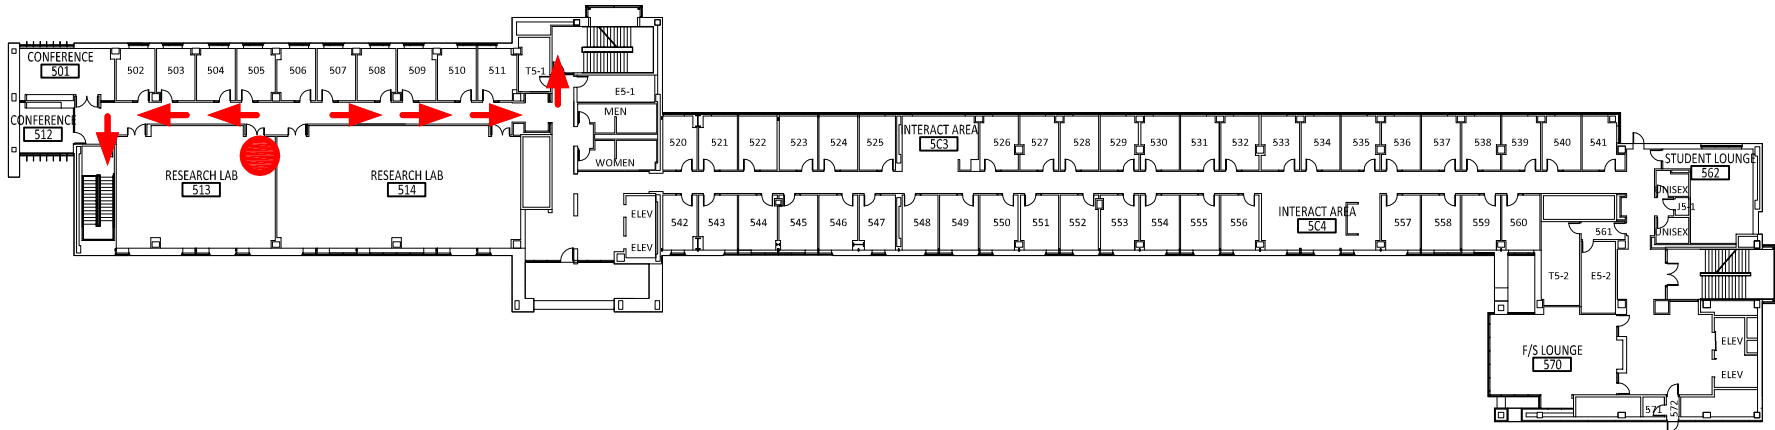 CONFERENCE
501
502
503
504
505
506
507
508
509
510
511
T5-1
E5-1
MEN
WOMEN
CONFERENCE
512
RESEARCH LAB
513
RESEARCH LAB
514
ELEV
ELEV
520
521
522
523
524
525
INTERACT AREA
5C3
526
527
528
529
530
531
532
533
534
535
536
537
538
539
540
541
542
543
544
545
546
547
548
549
550
551
552
553
554
555
556
INTERACT AREA
5C4
557
558
559
560
561
STUDENT LOUNGE
562
UNISEX
J5-1
UNISEX
T5-2
E5-2
F/S LOUNGE
570
ELEV
ELEV
571
572